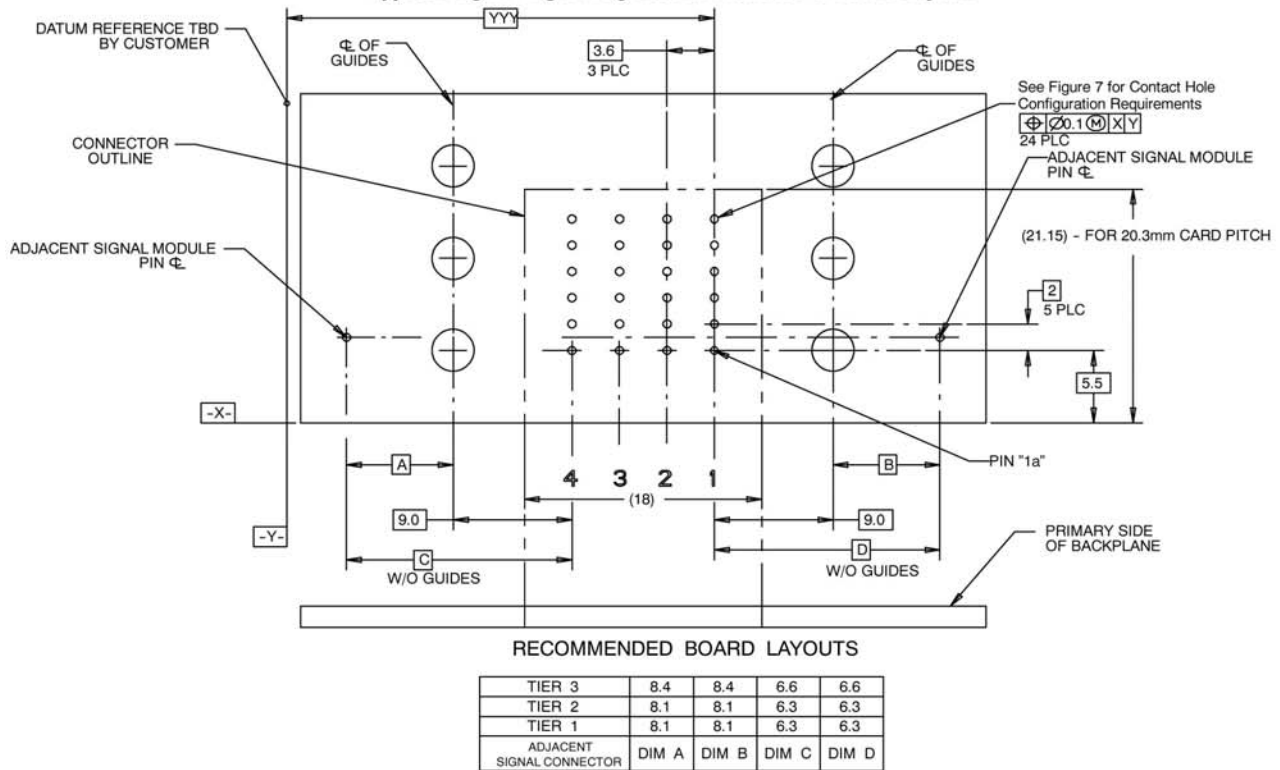 YYY
DATUM REFERENCE TBD
BY CUSTOMER
℄ OF
GUIDES
3.6
3 PLC
℄ OF
GUIDES
See Figure 7 for Contact Hole
Configuration Requirements
⌖ Ø0.1 Ⓜ X Y
24 PLC
CONNECTOR
OUTLINE
ADJACENT SIGNAL MODULE
PIN ℄
ADJACENT SIGNAL MODULE
PIN ℄
(21.15) - FOR 20.3mm CARD PITCH
2
5 PLC
5.5
-X-
A
B
PIN "1a"
4 3 2 1
(18)
9.0
9.0
-Y-
C
W/O GUIDES
D
W/O GUIDES
PRIMARY SIDE
OF BACKPLANE
RECOMMENDED BOARD LAYOUTS
TIER 3 8.4 8.4 6.6 6.6
TIER 2 8.1 8.1 6.3 6.3
TIER 1 8.1 8.1 6.3 6.3
ADJACENT
SIGNAL CONNECTOR DIM A DIM B DIM C DIM D